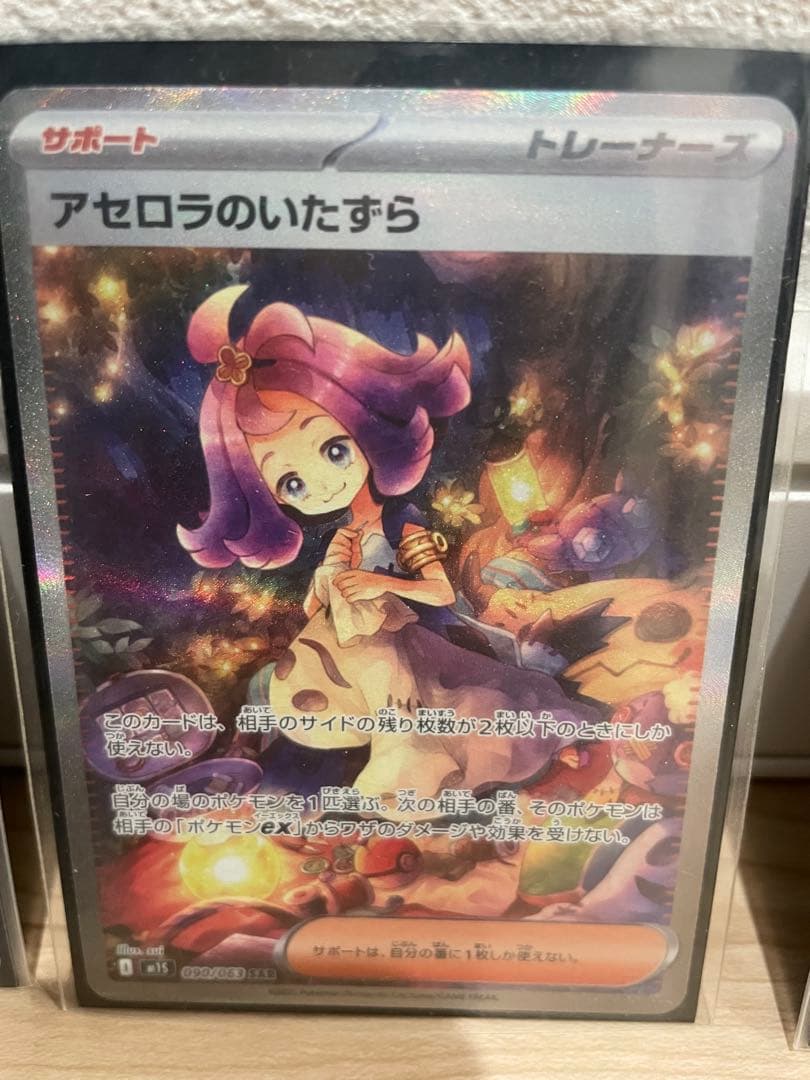 サポート
トレーナーズ
アセロラのいたずら
このカードは、相手のサイドの残り枚数が2枚以下のときにしか
使えない。
自分の場のポケモンを1匹選ぶ。次の相手の番、そのポケモンは
相手の「ポケモンex」からワザのダメージや効果を受けない。
サポートは、自分の番に1枚しか使えない。
illus. sui
M1S 090/063 SAR